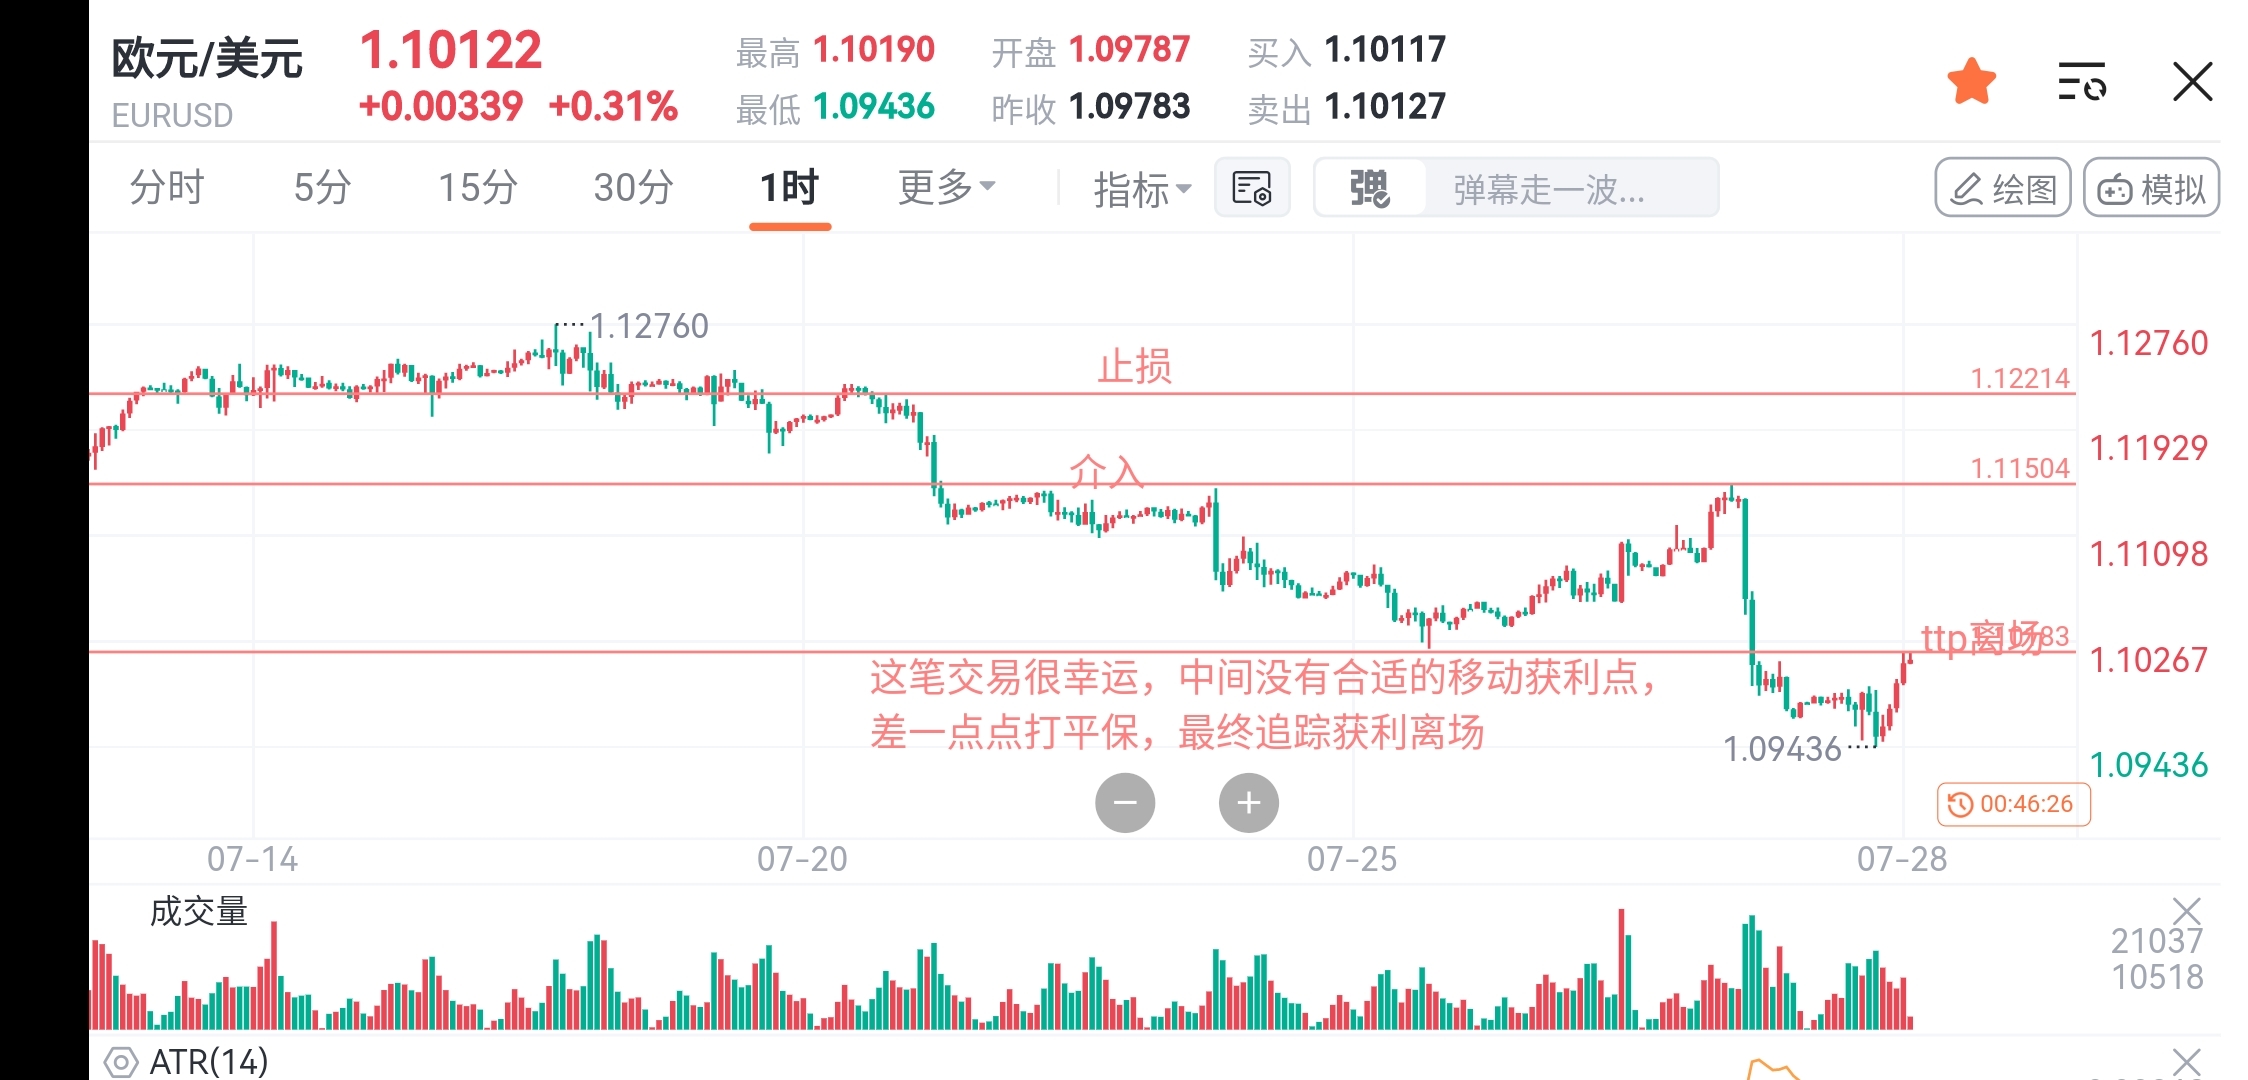 欧元/美元 1.10122 最高 1.10190 开盘 1.09787 买入 1.10117
EURUSD +0.00339 +0.31% 最低 1.09436 昨收 1.09783 卖出 1.10127
分时 5分 15分 30分 1时 更多 指标 弹 弹幕走一波... 绘图 模拟
1.12760
1.12760
止损
1.12214
1.11929
介入
1.11504
1.11098
ttp离场
1.10267
这笔交易很幸运，中间没有合适的移动获利点，
差一点点打平保，最终追踪获利离场
1.09436
1.09436
00:46:26
07-14 07-20 07-25 07-28
成交量
21037
10518
ATR(14)